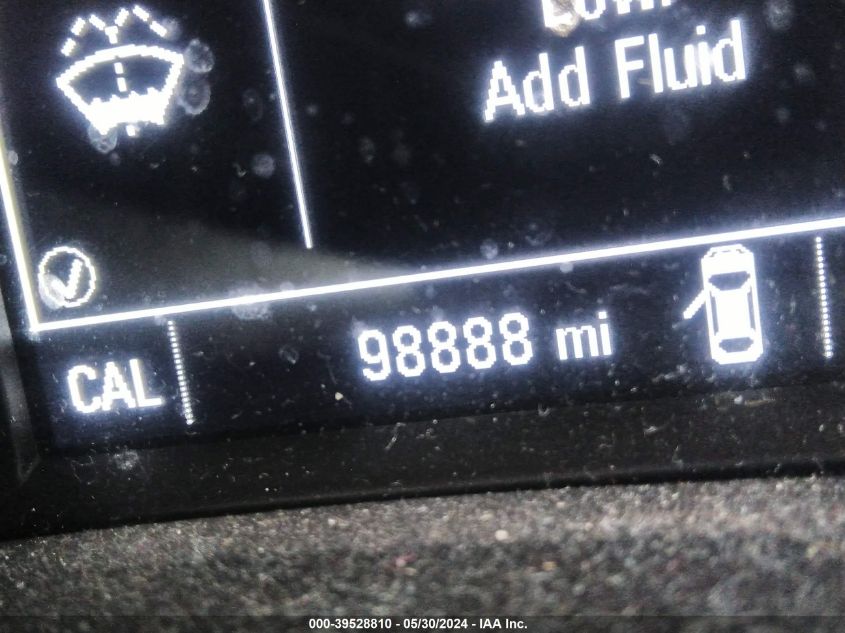 Add Fluid
98888 mi
CAL
000-39528810 - 05/30/2024 - IAA Inc.